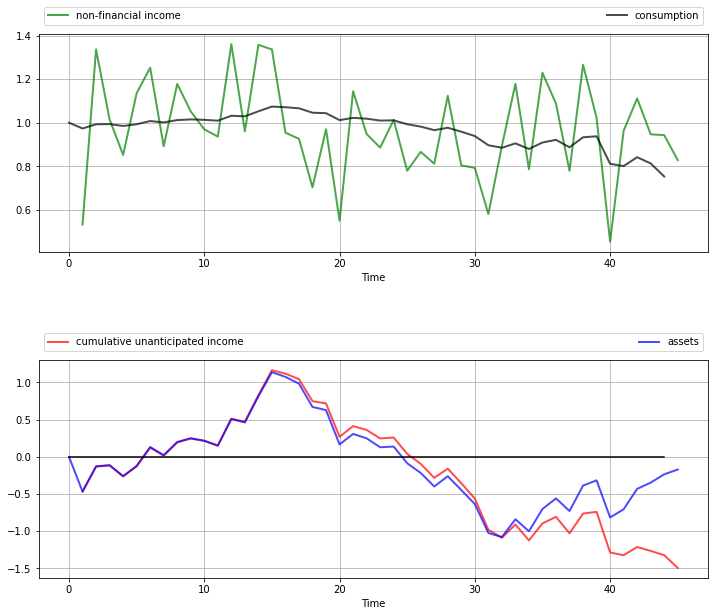 non-financial income consumption
1.4
1.2
1.0
0.8
0.6
0 10 20 30 40
Time
cumulative unanticipated income assets
1.0
0.5
0.0
−0.5
−1.0
−1.5
0 10 20 30 40
Time